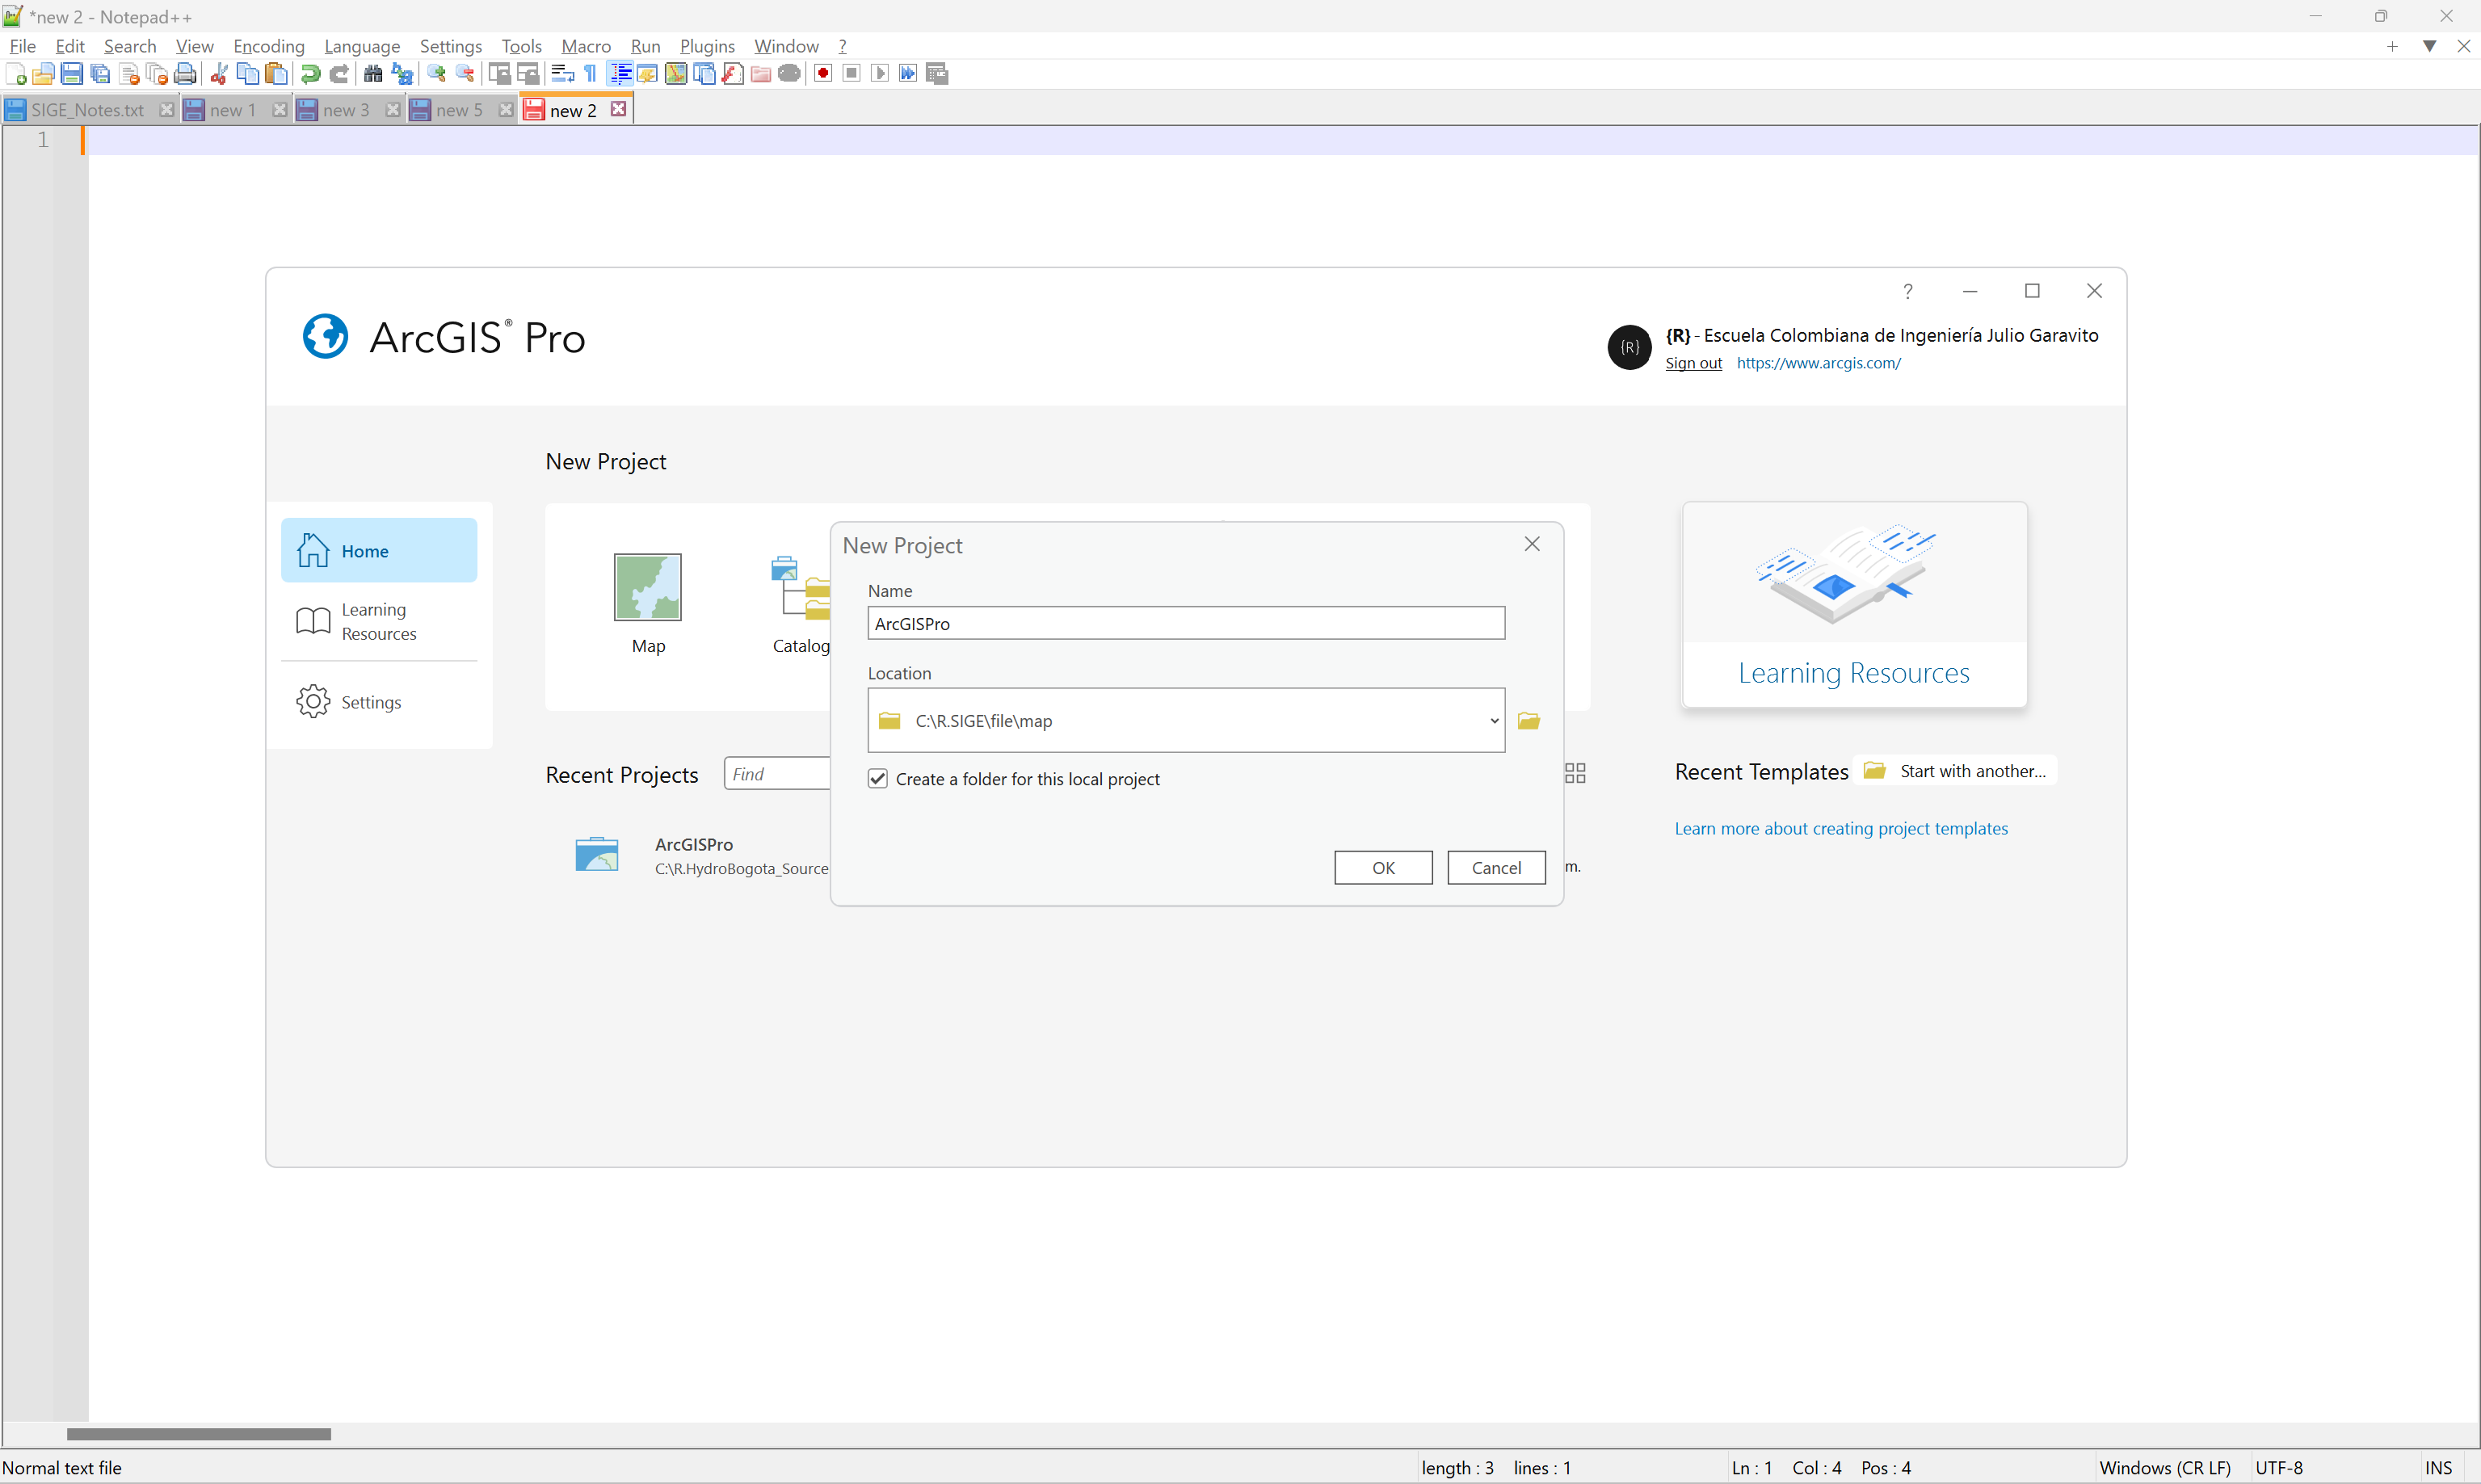 *new 2 - Notepad++
File Edit Search View Encoding Language Settings Tools Macro Run Plugins Window ?
SIGE_Notes.txt new 1 new 3 new 5 new 2
1
ArcGIS® Pro
{R} - Escuela Colombiana de Ingeniería Julio Garavito
{R}
Sign out https://www.arcgis.com/
New Project
Home
Learning
Resources
Settings
Map
Catalog
New Project
Name
ArcGISPro
Location
C:\R.SIGE\file\map
Create a folder for this local project
OK Cancel
Learning Resources
Recent Projects
Find
ArcGISPro
C:\R.HydroBogota_Source
m.
Recent Templates
Start with another...
Learn more about creating project templates
Normal text file
length : 3 lines : 1
Ln : 1 Col : 4 Pos : 4
Windows (CR LF)
UTF-8
INS